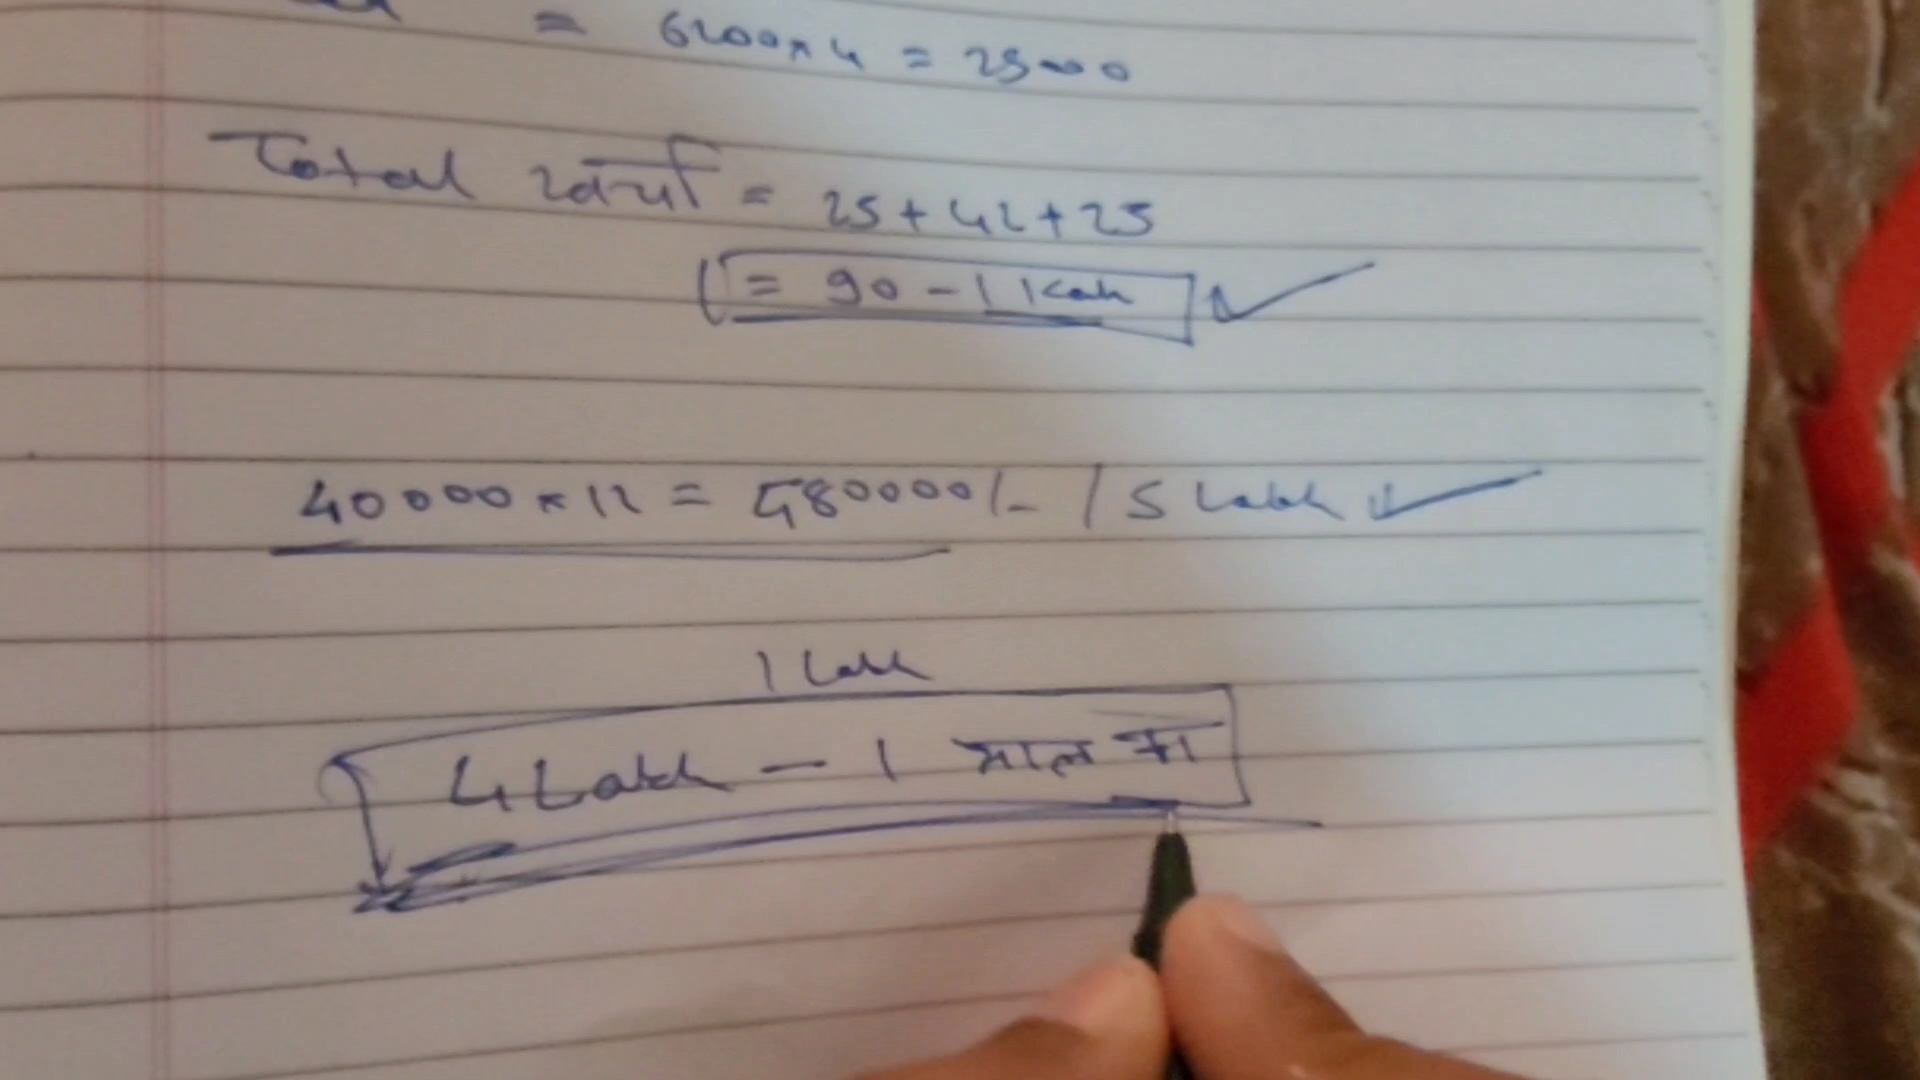 = 6200×4 = 25000
Total खर्चा = 25+42+25
= 90 - 1 Lakh
40000×12 = 480000/- / 5 Lakh
1 Lakh
4 Lakh - 1 साल का